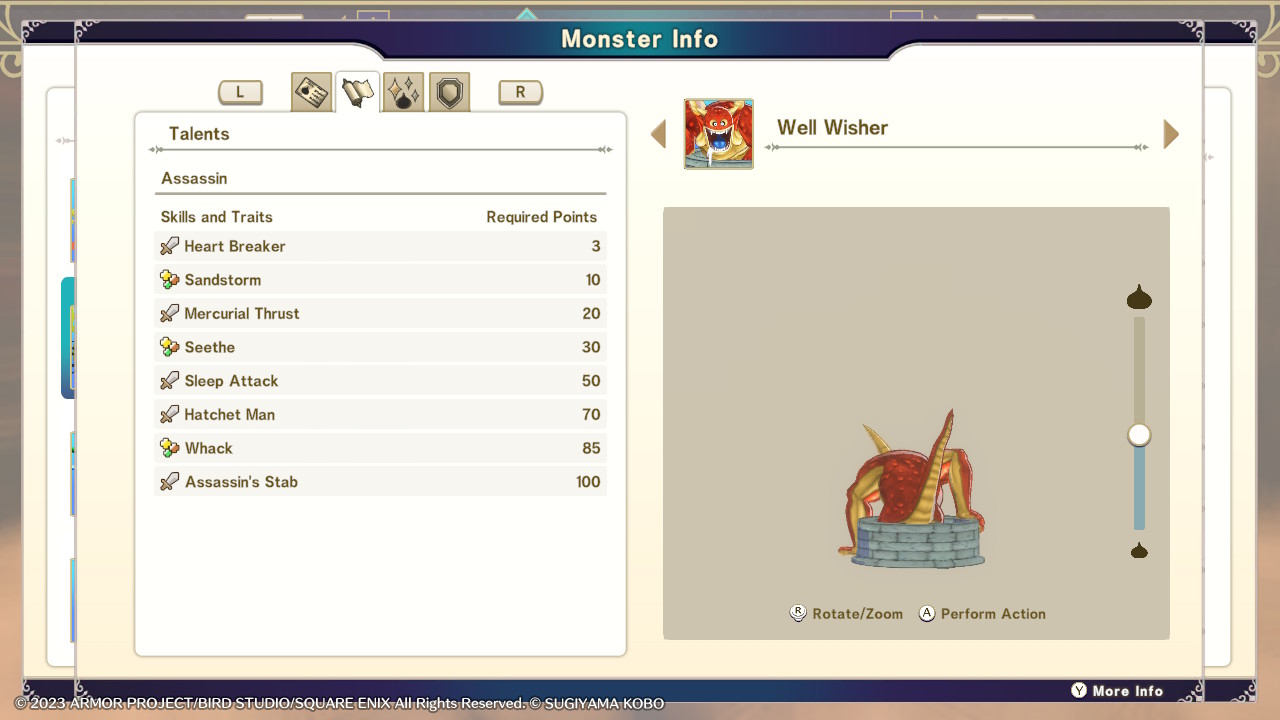 Monster Info
L
R
Talents
Assassin
Skills and Traits Required Points
Heart Breaker 3
Sandstorm 10
Mercurial Thrust 20
Seethe 30
Sleep Attack 50
Hatchet Man 70
Whack 85
Assassin's Stab 100
Well Wisher
R Rotate/Zoom A Perform Action
Y More Info
© 2023 ARMOR PROJECT/BIRD STUDIO/SQUARE ENIX All Rights Reserved. © SUGIYAMA KOBO